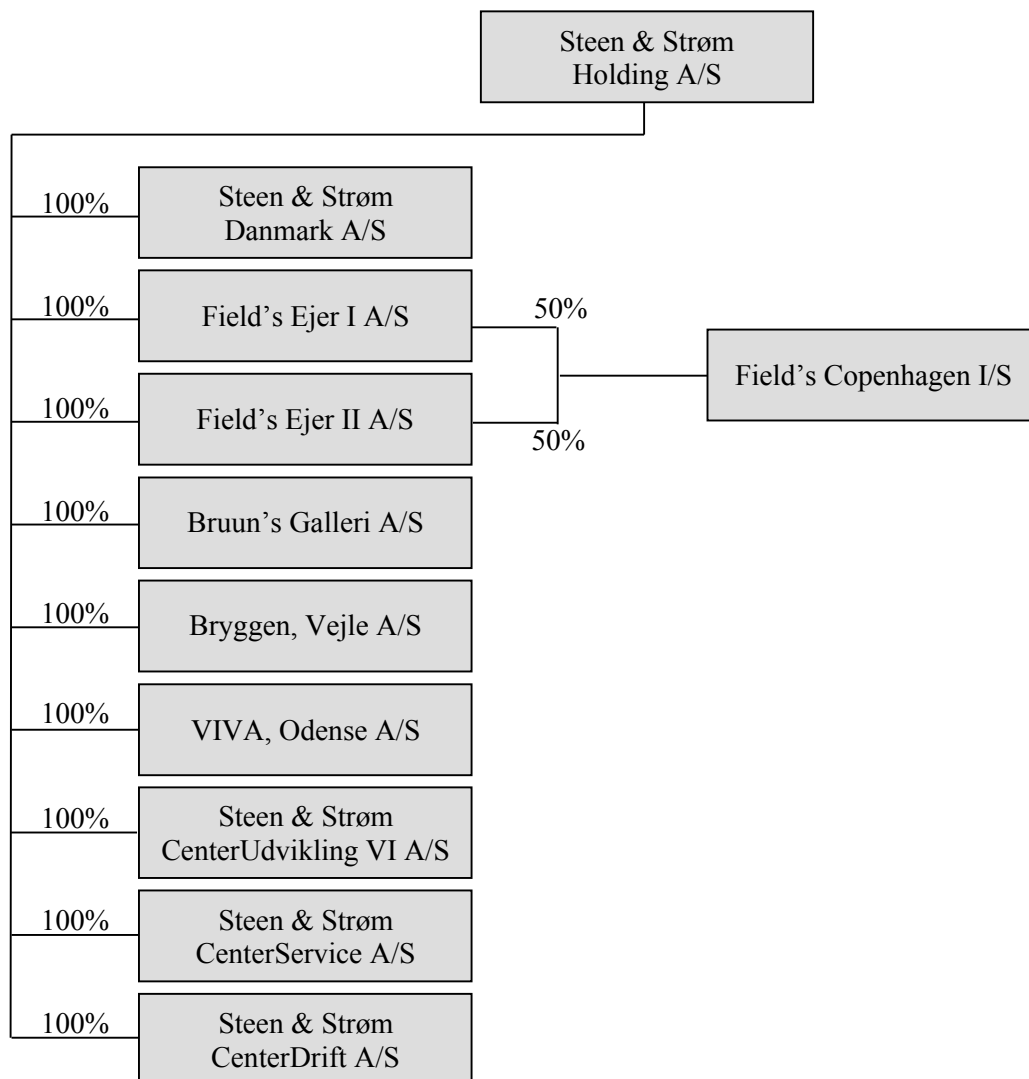 Steen & Strøm
Holding A/S
100%
Steen & Strøm
Danmark A/S
100%
Field’s Ejer I A/S
50%
Field’s Copenhagen I/S
100%
Field’s Ejer II A/S
50%
100%
Bruun’s Galleri A/S
100%
Bryggen, Vejle A/S
100%
VIVA, Odense A/S
100%
Steen & Strøm
CenterUdvikling VI A/S
100%
Steen & Strøm
CenterService A/S
100%
Steen & Strøm
CenterDrift A/S